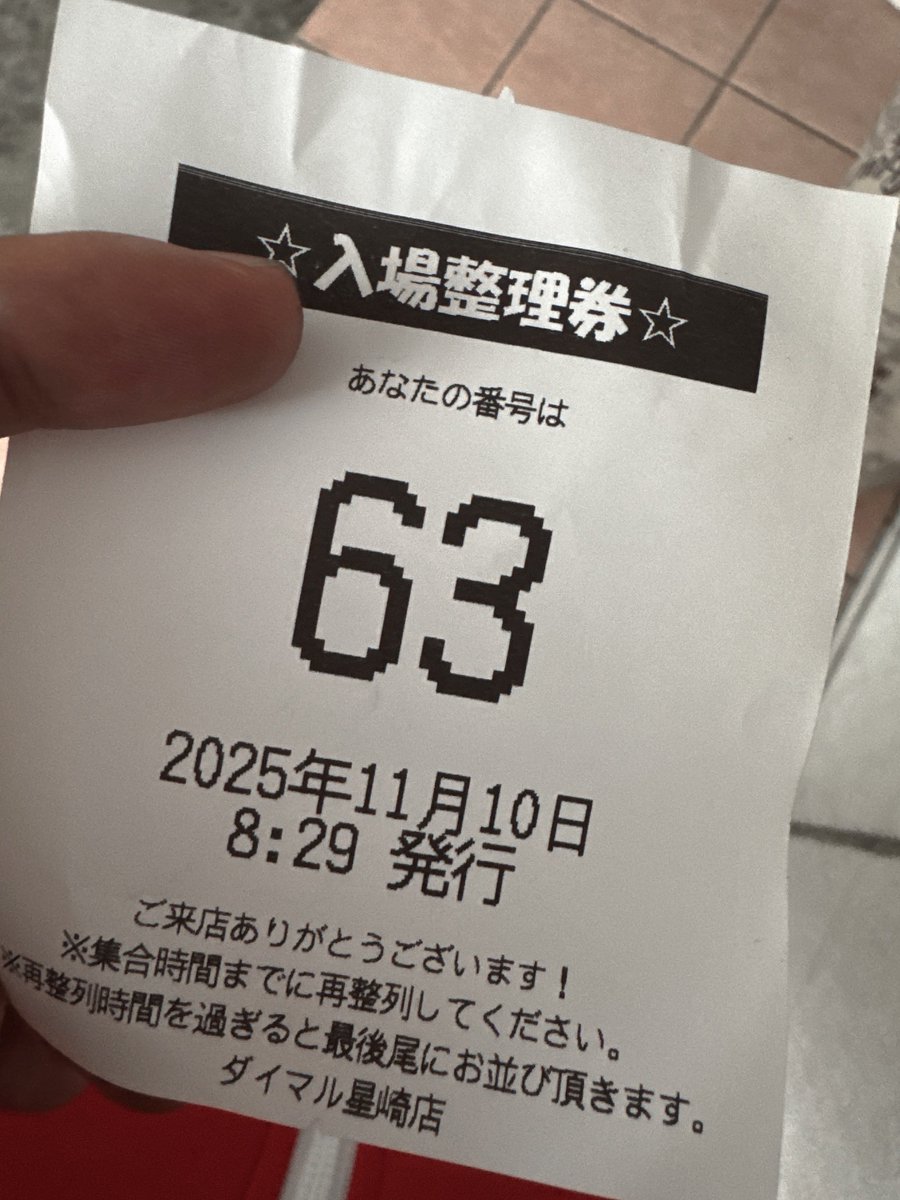 ☆入場整理券☆
あなたの番号は
63
2025年11月10日
8:29 発行
ご来店ありがとうございます!
※集合時間までに再整列してください。
※再整列時間を過ぎると最後尾にお並び頂きます。
ダイマル星崎店